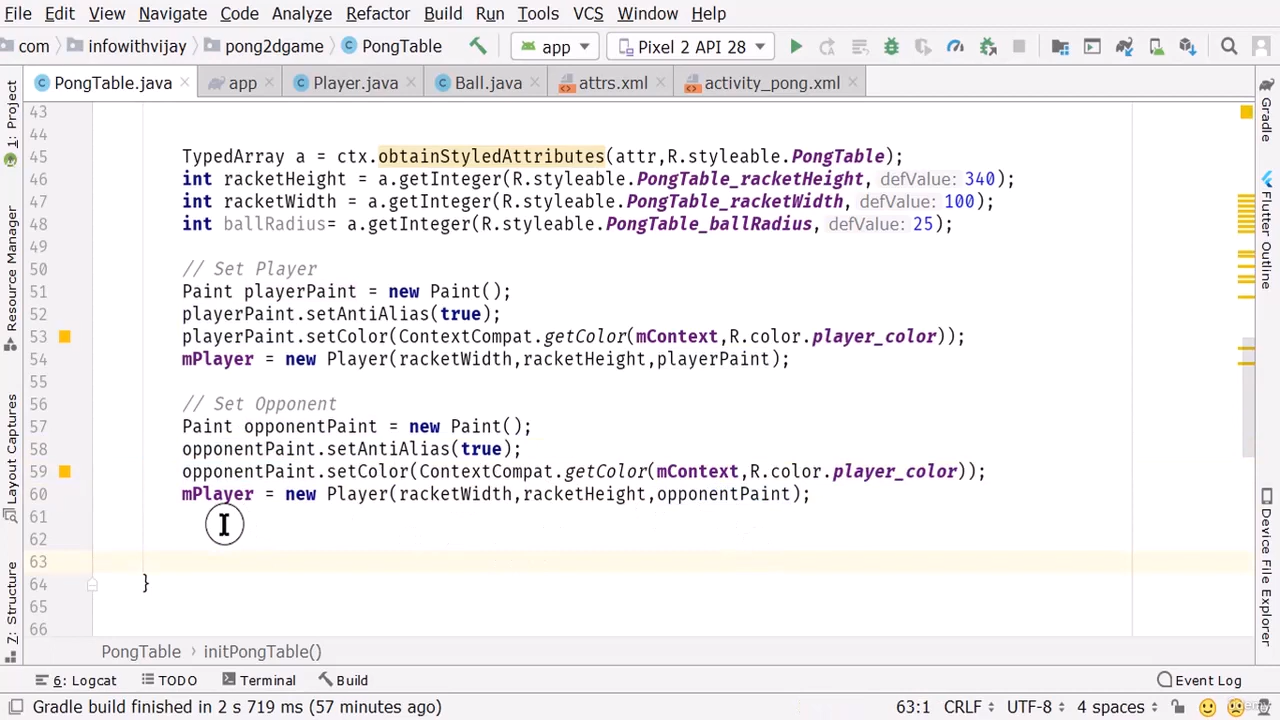 File Edit View Navigate Code Analyze Refactor Build Run Tools VCS Window Help
com infowithvijay pong2dgame PongTable app Pixel 2 API 28
PongTable.java app Player.java Ball.java attrs.xml activity_pong.xml
1: Project
Resource Manager
Layout Captures
7: Structure
43
44
45 TypedArray a = ctx.obtainStyledAttributes(attr,R.styleable.PongTable);
46 int racketHeight = a.getInteger(R.styleable.PongTable_racketHeight, defValue: 340);
47 int racketWidth = a.getInteger(R.styleable.PongTable_racketWidth, defValue: 100);
48 int ballRadius= a.getInteger(R.styleable.PongTable_ballRadius, defValue: 25);
49
50 // Set Player
51 Paint playerPaint = new Paint();
52 playerPaint.setAntiAlias(true);
53 playerPaint.setColor(ContextCompat.getColor(mContext,R.color.player_color));
54 mPlayer = new Player(racketWidth,racketHeight,playerPaint);
55
56 // Set Opponent
57 Paint opponentPaint = new Paint();
58 opponentPaint.setAntiAlias(true);
59 opponentPaint.setColor(ContextCompat.getColor(mContext,R.color.player_color));
60 mPlayer = new Player(racketWidth,racketHeight,opponentPaint);
61
62
63
64 }
65
66
Gradle
Flutter Outline
Device File Explorer
PongTable › initPongTable()
6: Logcat TODO Terminal Build Event Log
Gradle build finished in 2 s 719 ms (57 minutes ago) 63:1 CRLF UTF-8 4 spaces